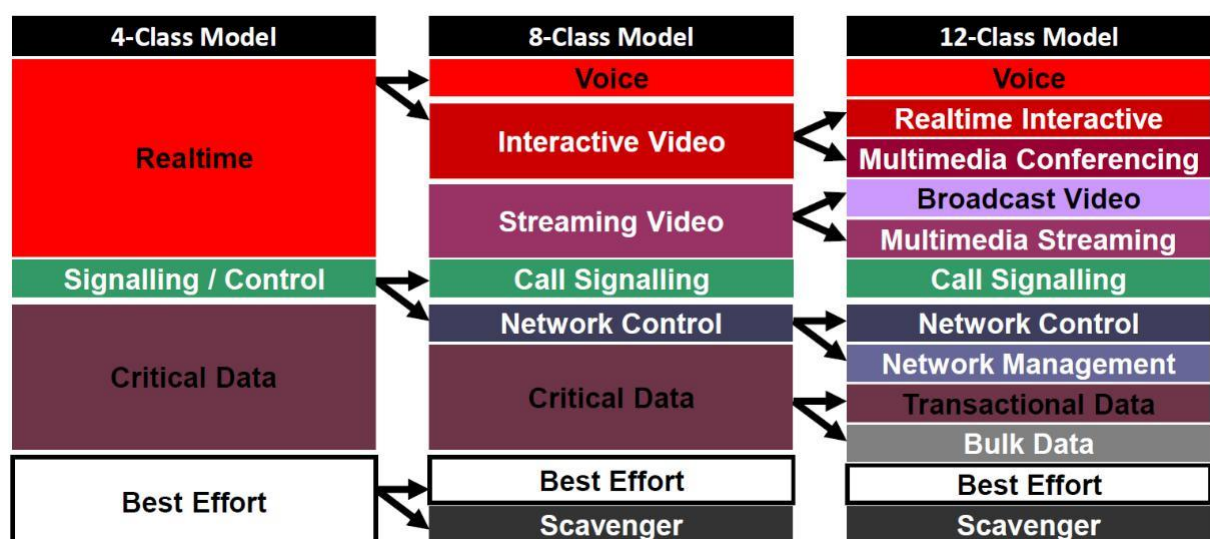 4-Class Model
Realtime
Signalling / Control
Critical Data
Best Effort
8-Class Model
Voice
Interactive Video
Streaming Video
Call Signalling
Network Control
Critical Data
Best Effort
Scavenger
12-Class Model
Voice
Realtime Interactive
Multimedia Conferencing
Broadcast Video
Multimedia Streaming
Call Signalling
Network Control
Network Management
Transactional Data
Bulk Data
Best Effort
Scavenger